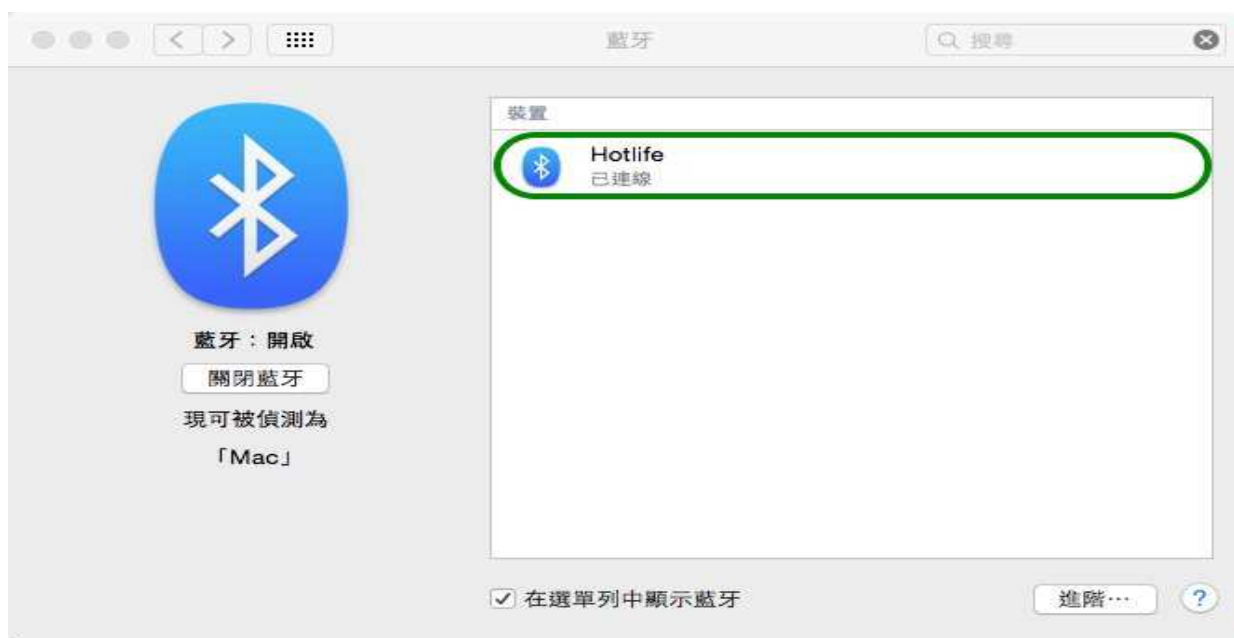 藍牙
搜尋
裝置
Hotlife
已連線
藍牙：開啟
關閉藍牙
現可被偵測為
「Mac」
在選單列中顯示藍牙
進階…
?